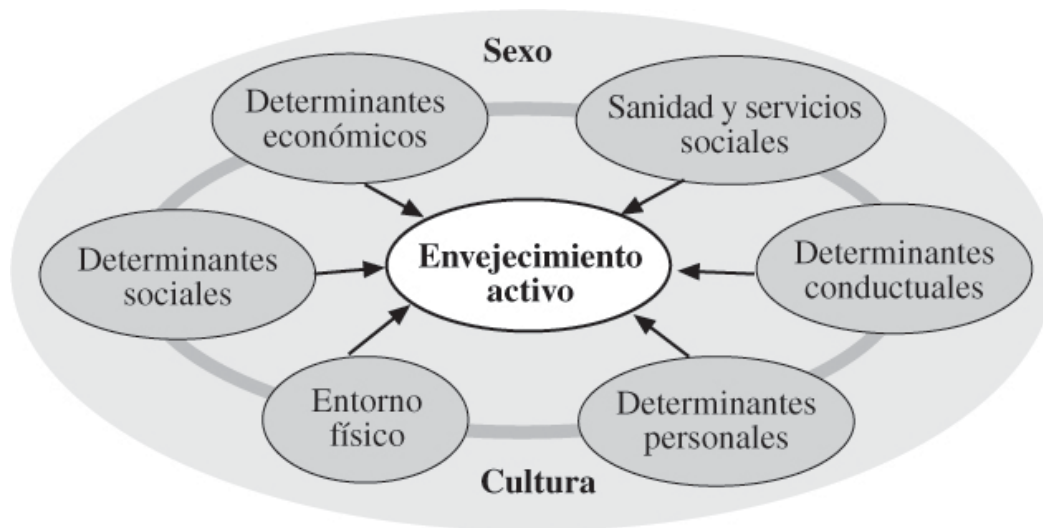 Sexo
Determinantes
económicos
Sanidad y servicios
sociales
Determinantes
sociales
Envejecimiento
activo
Determinantes
conductuales
Entorno
físico
Determinantes
personales
Cultura